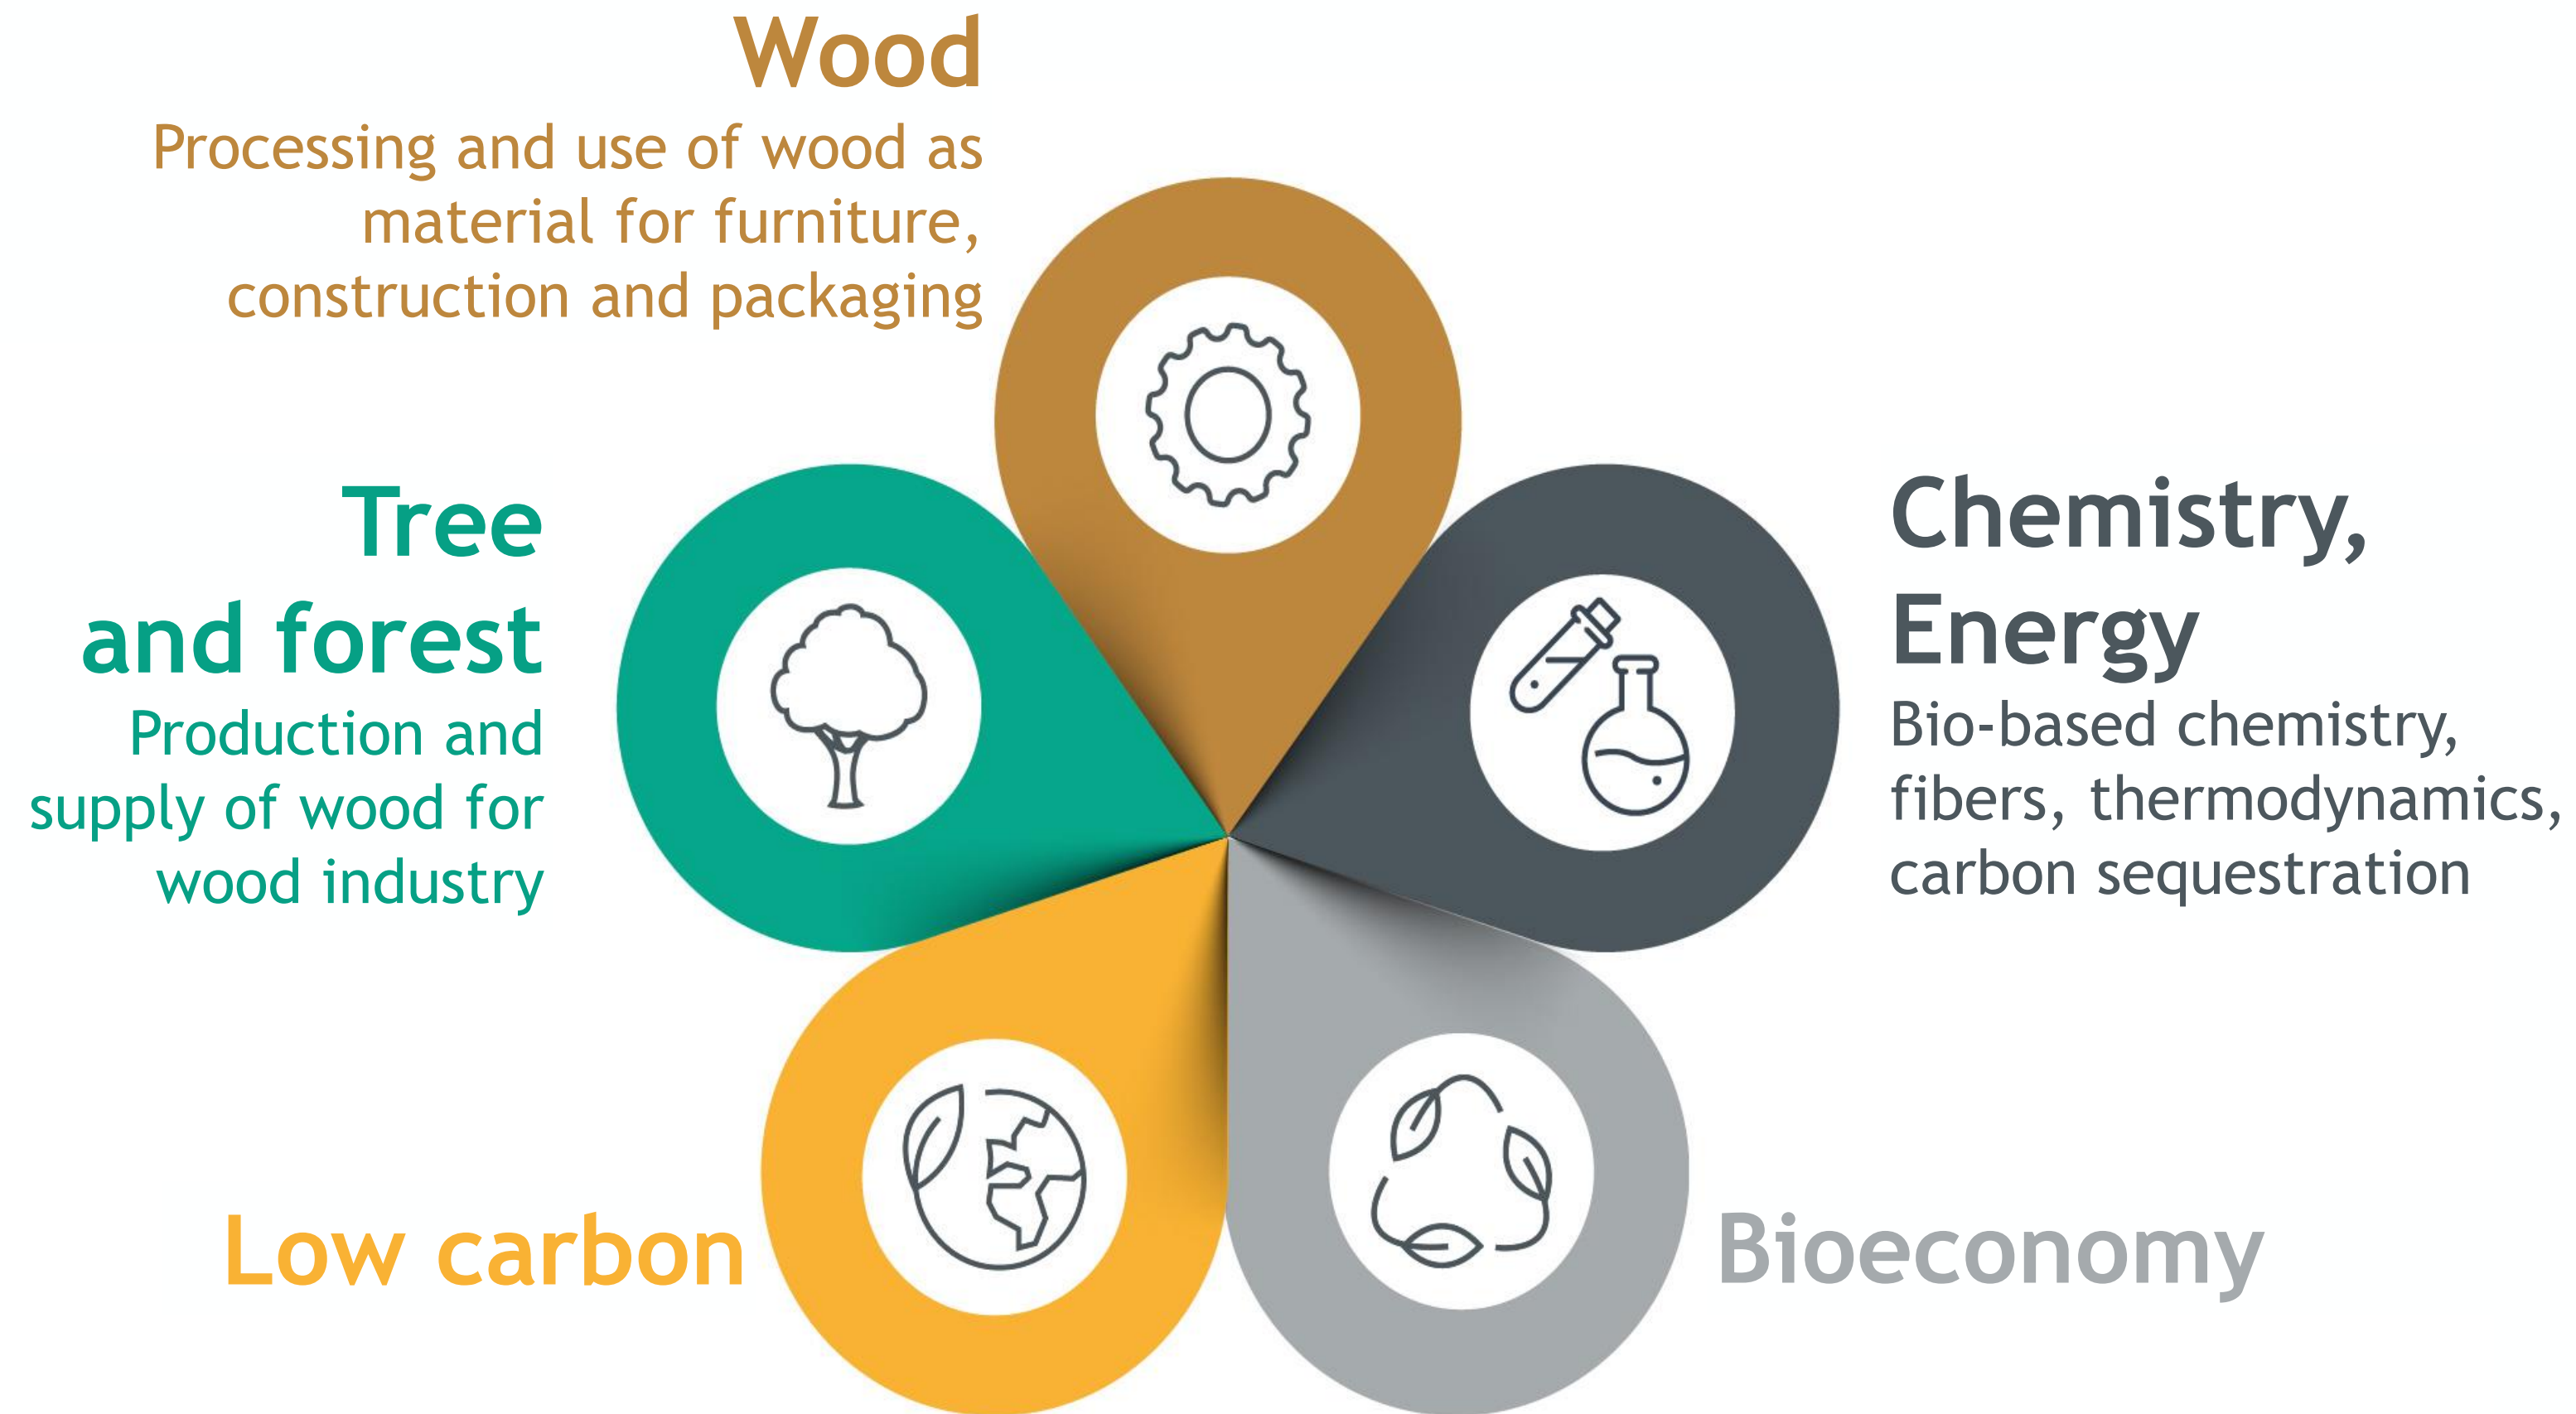 Wood
Processing and use of wood as
material for furniture,
construction and packaging
Tree
and forest
Production and
supply of wood for
wood industry
Chemistry,
Energy
Bio-based chemistry,
fibers, thermodynamics,
carbon sequestration
Low carbon
Bioeconomy